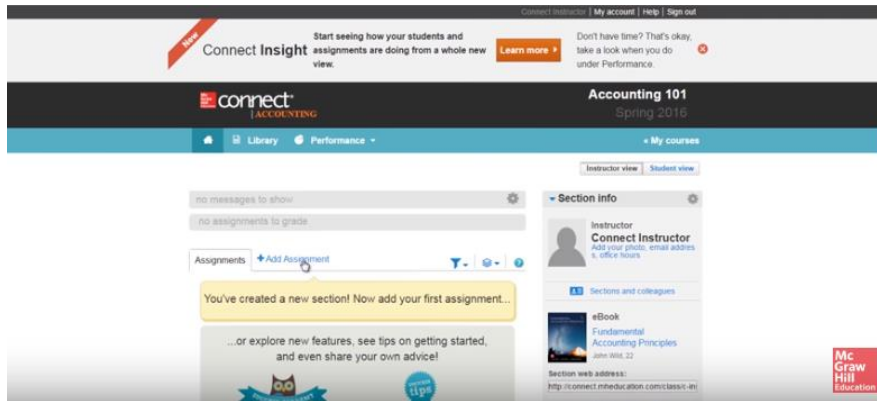 Connect Instructor | My account | Help | Sign out
New
Connect Insight
Start seeing how your students and
assignments are doing from a whole new
view.
Learn more
Don't have time? That's okay,
take a look when you do
under Performance.
Mc Graw Hill Education
connect
ACCOUNTING
Accounting 101
Spring 2016
Library
Performance
« My courses
Instructor view
Student view
no messages to show
no assignments to grade
Assignments
+Add Assignment
You've created a new section! Now add your first assignment...
...or explore new features, see tips on getting started,
and even share your own advice!
tips
Section info
Instructor
Connect Instructor
Add your photo, email addres
s, office hours
Sections and colleagues
eBook
Fundamental
Accounting Principles
John Wild, 22
Section web address:
http://connect.mheducation.com/class/c-in
Mc
Graw
Hill
Education